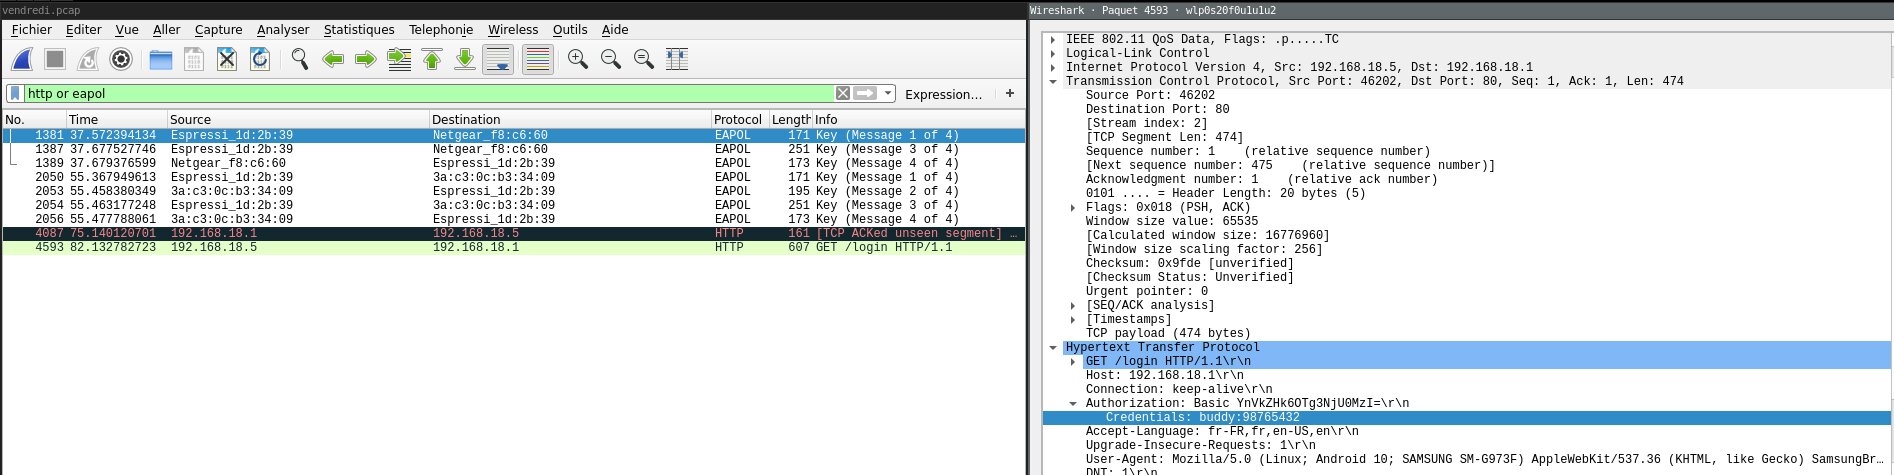 vendredi.pcap
Fichier Editer Vue Aller Capture Analyser Statistiques Telephonie Wireless Outils Aide
http or eapol
Expression… +
No. Time Source Destination Protocol Length Info
1381 37.572394134 Espressi_1d:2b:39 Netgear_f8:c6:60 EAPOL 171 Key (Message 1 of 4)
1387 37.677527746 Espressi_1d:2b:39 Netgear_f8:c6:60 EAPOL 251 Key (Message 3 of 4)
1389 37.679376599 Netgear_f8:c6:60 Espressi_1d:2b:39 EAPOL 173 Key (Message 4 of 4)
2050 55.367949613 Espressi_1d:2b:39 3a:c3:0c:b3:34:09 EAPOL 171 Key (Message 1 of 4)
2053 55.458380349 3a:c3:0c:b3:34:09 Espressi_1d:2b:39 EAPOL 195 Key (Message 2 of 4)
2054 55.463177248 Espressi_1d:2b:39 3a:c3:0c:b3:34:09 EAPOL 251 Key (Message 3 of 4)
2056 55.477788061 3a:c3:0c:b3:34:09 Espressi_1d:2b:39 EAPOL 173 Key (Message 4 of 4)
4087 75.140120701 192.168.18.1 192.168.18.5 HTTP 161 [TCP ACKed unseen segment] …
4593 82.132782723 192.168.18.5 192.168.18.1 HTTP 607 GET /login HTTP/1.1
Wireshark · Paquet 4593 · wlp0s20f0u1u1u2
IEEE 802.11 QoS Data, Flags: .p.....TC
Logical-Link Control
Internet Protocol Version 4, Src: 192.168.18.5, Dst: 192.168.18.1
Transmission Control Protocol, Src Port: 46202, Dst Port: 80, Seq: 1, Ack: 1, Len: 474
Source Port: 46202
Destination Port: 80
[Stream index: 2]
[TCP Segment Len: 474]
Sequence number: 1 (relative sequence number)
[Next sequence number: 475 (relative sequence number)]
Acknowledgment number: 1 (relative ack number)
0101 .... = Header Length: 20 bytes (5)
Flags: 0x018 (PSH, ACK)
Window size value: 65535
[Calculated window size: 16776960]
[Window size scaling factor: 256]
Checksum: 0x9fde [unverified]
[Checksum Status: Unverified]
Urgent pointer: 0
[SEQ/ACK analysis]
[Timestamps]
TCP payload (474 bytes)
Hypertext Transfer Protocol
GET /login HTTP/1.1\r\n
Host: 192.168.18.1\r\n
Connection: keep-alive\r\n
Authorization: Basic YnVkZHk6OTg3NjU0MzI=\r\n
Credentials: buddy:98765432
Accept-Language: fr-FR,fr,en-US,en\r\n
Upgrade-Insecure-Requests: 1\r\n
User-Agent: Mozilla/5.0 (Linux; Android 10; SAMSUNG SM-G973F) AppleWebKit/537.36 (KHTML, like Gecko) SamsungBr…
DNT: 1\r\n